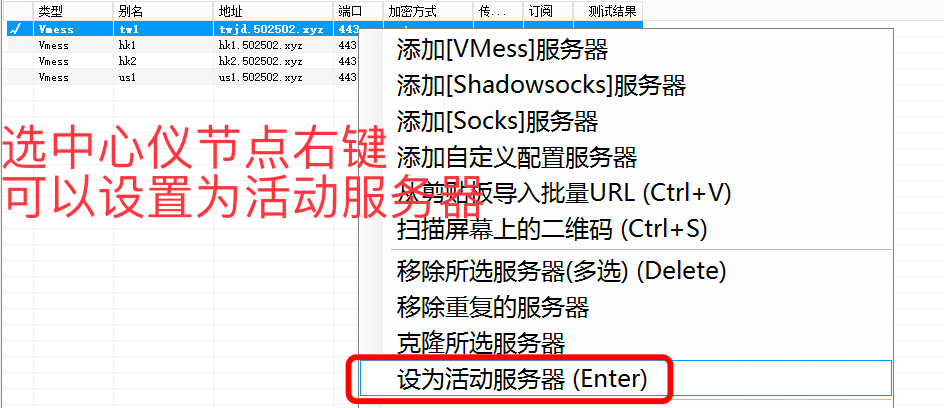 类型 别名 地址 端口 加密方式 传... 订阅 测试结果
Vmess tw1 twjd.502502.xyz 443
Vmess hk1 hk1.502502.xyz 443
Vmess hk2 hk2.502502.xyz 443
Vmess us1 us1.502502.xyz 443
选中心仪节点右键
可以设置为活动服务器
添加[VMess]服务器
添加[Shadowsocks]服务器
添加[Socks]服务器
添加自定义配置服务器
从剪贴板导入批量URL (Ctrl+V)
扫描屏幕上的二维码 (Ctrl+S)
移除所选服务器(多选) (Delete)
移除重复的服务器
克隆所选服务器
设为活动服务器 (Enter)